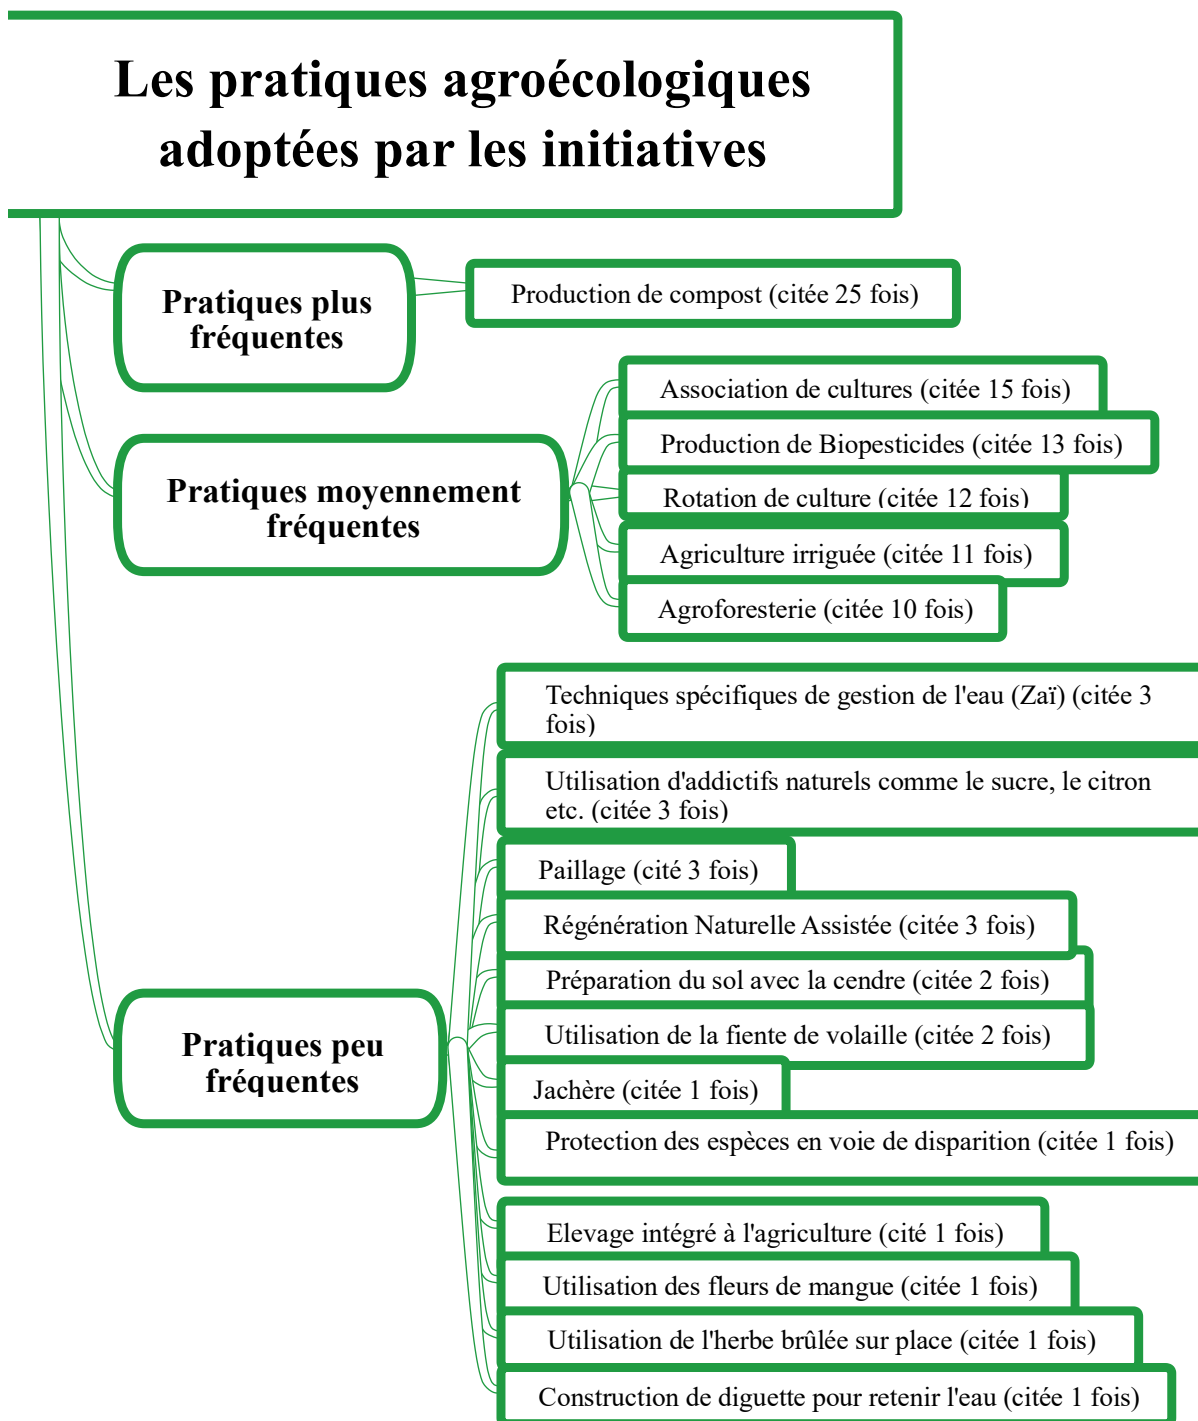 Les pratiques agroécologiques
adoptées par les initiatives
Pratiques plus
fréquentes
Production de compost (citée 25 fois)
Pratiques moyennement
fréquentes
Association de cultures (citée 15 fois)
Production de Biopesticides (citée 13 fois)
Rotation de culture (citée 12 fois)
Agriculture irriguée (citée 11 fois)
Agroforesterie (citée 10 fois)
Pratiques peu
fréquentes
Techniques spécifiques de gestion de l'eau (Zaï) (citée 3
fois)
Utilisation d'addictifs naturels comme le sucre, le citron
etc. (citée 3 fois)
Paillage (cité 3 fois)
Régénération Naturelle Assistée (citée 3 fois)
Préparation du sol avec la cendre (citée 2 fois)
Utilisation de la fiente de volaille (citée 2 fois)
Jachère (citée 1 fois)
Protection des espèces en voie de disparition (citée 1 fois)
Elevage intégré à l'agriculture (cité 1 fois)
Utilisation des fleurs de mangue (citée 1 fois)
Utilisation de l'herbe brûlée sur place (citée 1 fois)
Construction de diguette pour retenir l'eau (citée 1 fois)